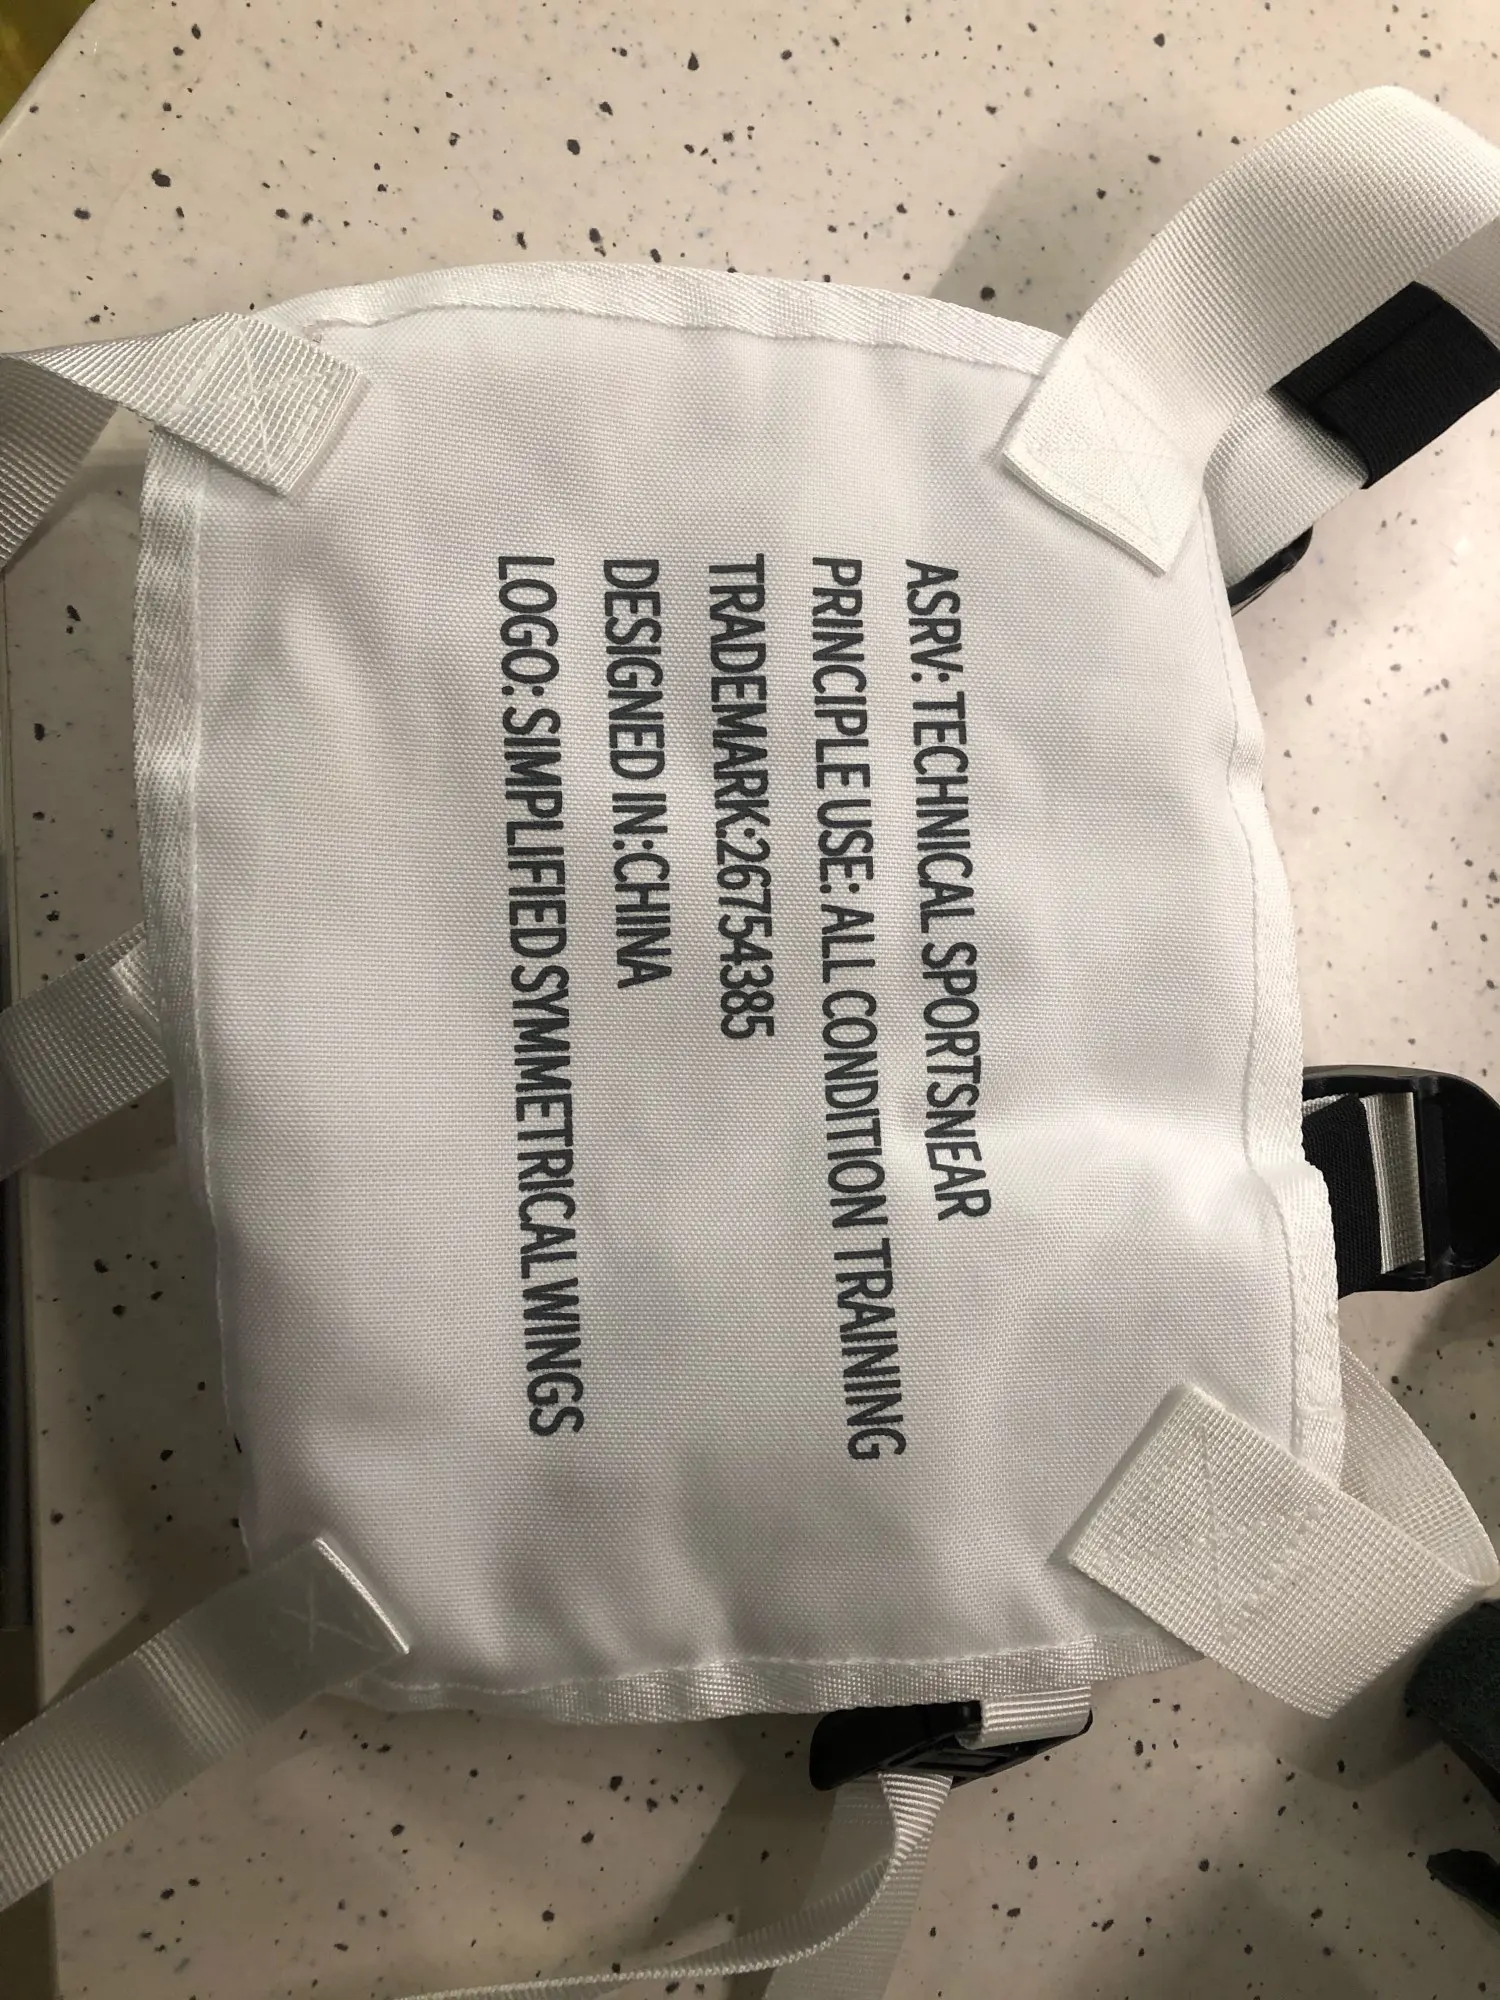 ASRV: TECHNICAL SPORTSNEAR
PRINCIPLE USE: ALL CONDITION TRAINING
TRADEMARK:26754385
DESIGNED IN:CHINA
LOGO: SIMPLIFIED SYMMETRICAL WINGS